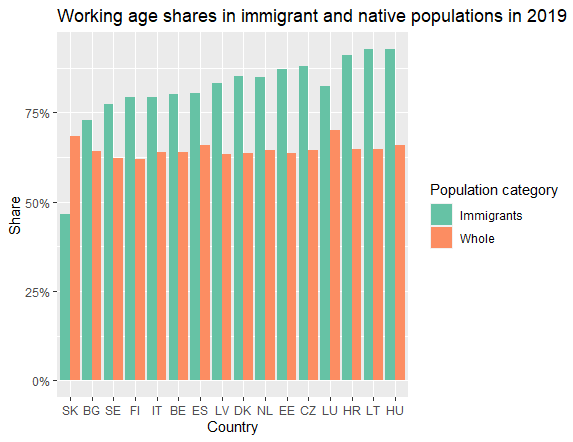 Working age shares in immigrant and native populations in 2019
75%
50%
25%
0%
Share
SK BG SE FI IT BE ES LV DK NL EE CZ LU HR LT HU
Country
Population category
Immigrants
Whole